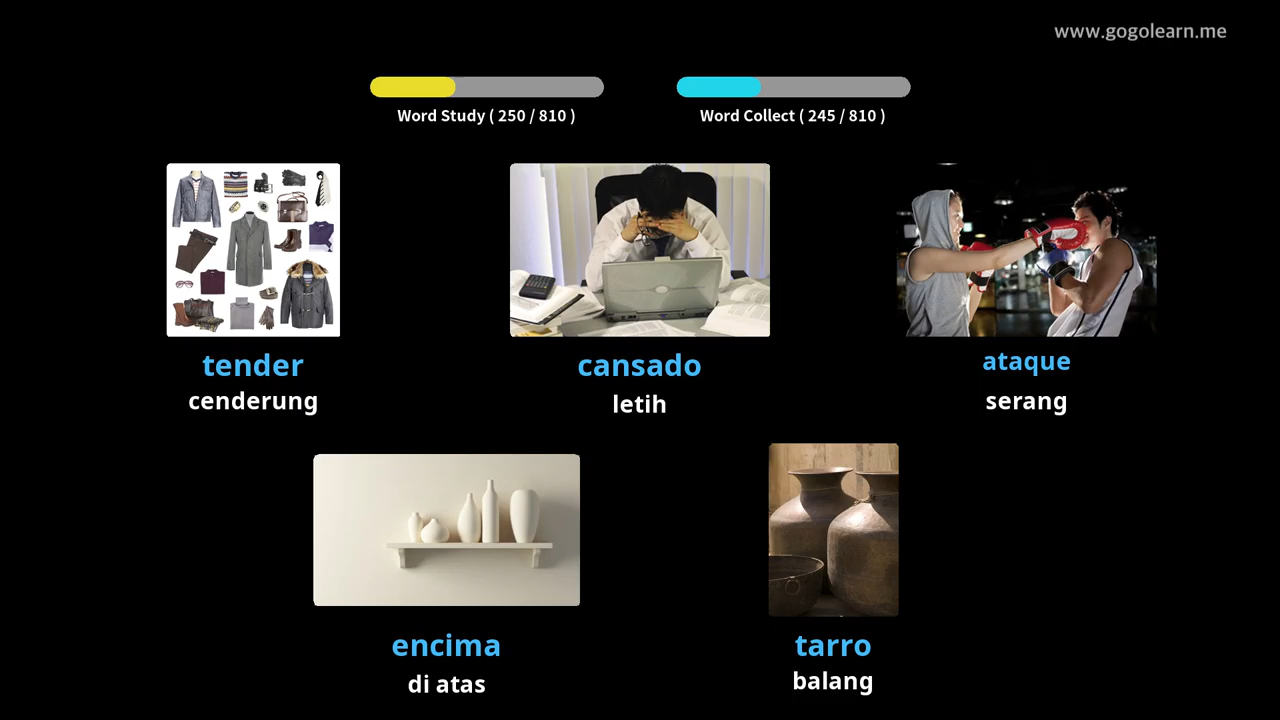 www.gogolearn.me
Word Study ( 250 / 810 )
Word Collect ( 245 / 810 )
tender
cenderung
cansado
letih
ataque
serang
encima
di atas
tarro
balang